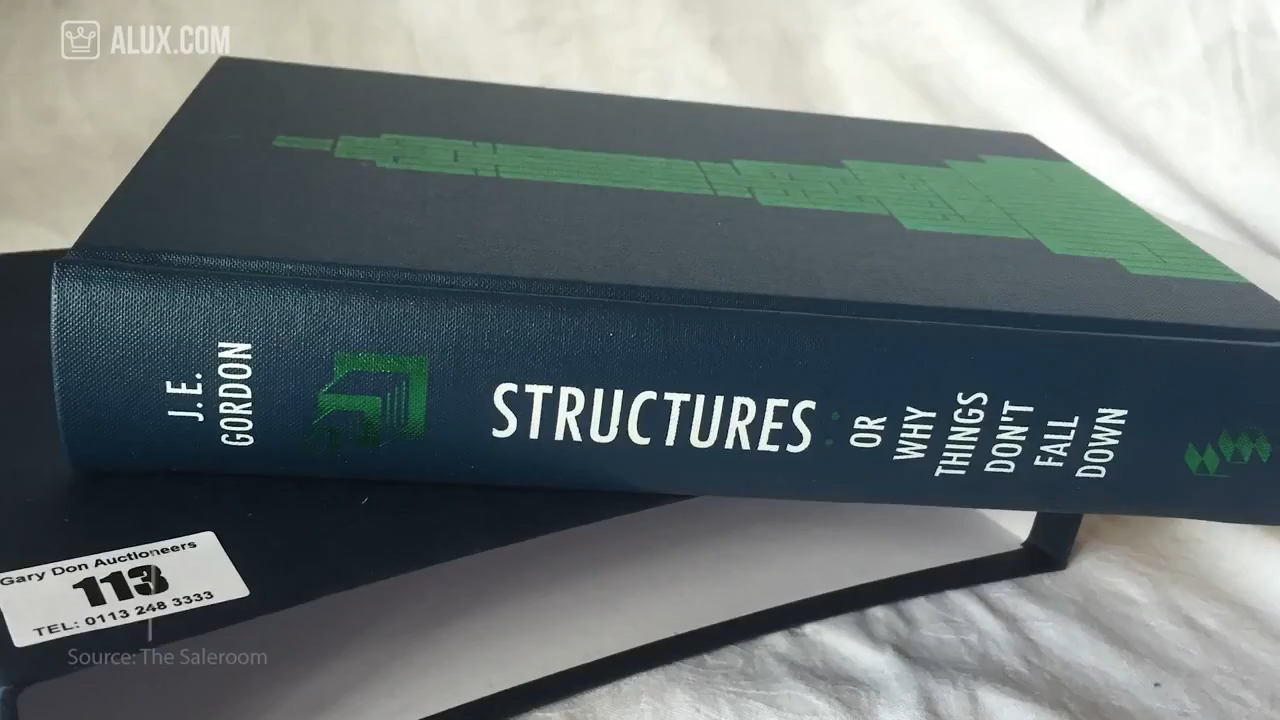 ALUX.COM
J.E.
GORDON
STRUCTURES:
OR
WHY
THINGS
DON'T
FALL
DOWN
Gary Don Auctioneers
113
TEL: 0113 248 3333
Source: The Saleroom